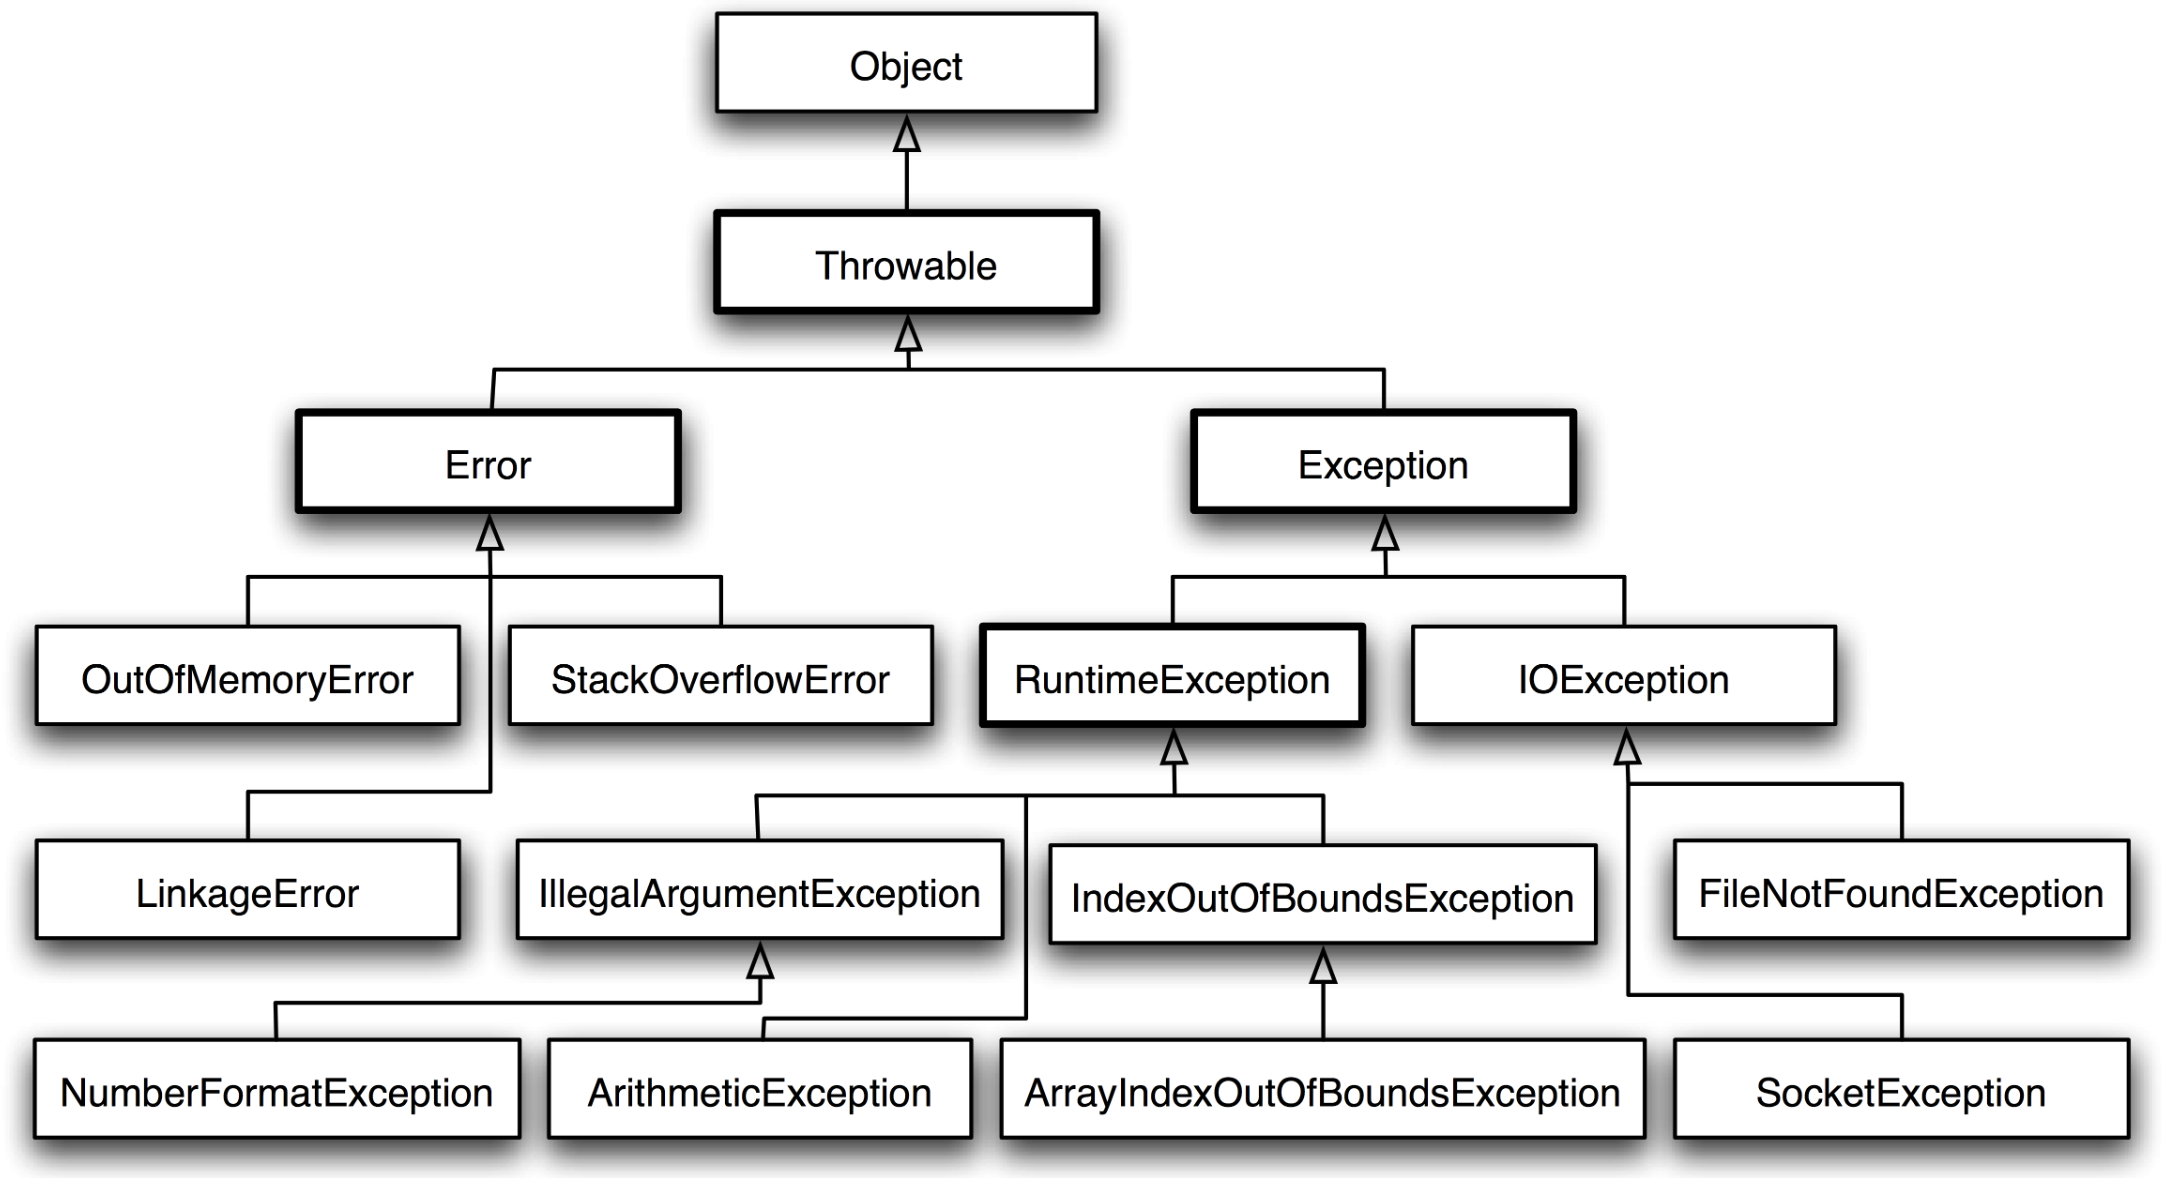 Object
Throwable
Error
Exception
OutOfMemoryError
StackOverflowError
RuntimeException
IOException
LinkageError
IllegalArgumentException
IndexOutOfBoundsException
FileNotFoundException
NumberFormatException
ArithmeticException
ArrayIndexOutOfBoundsException
SocketException